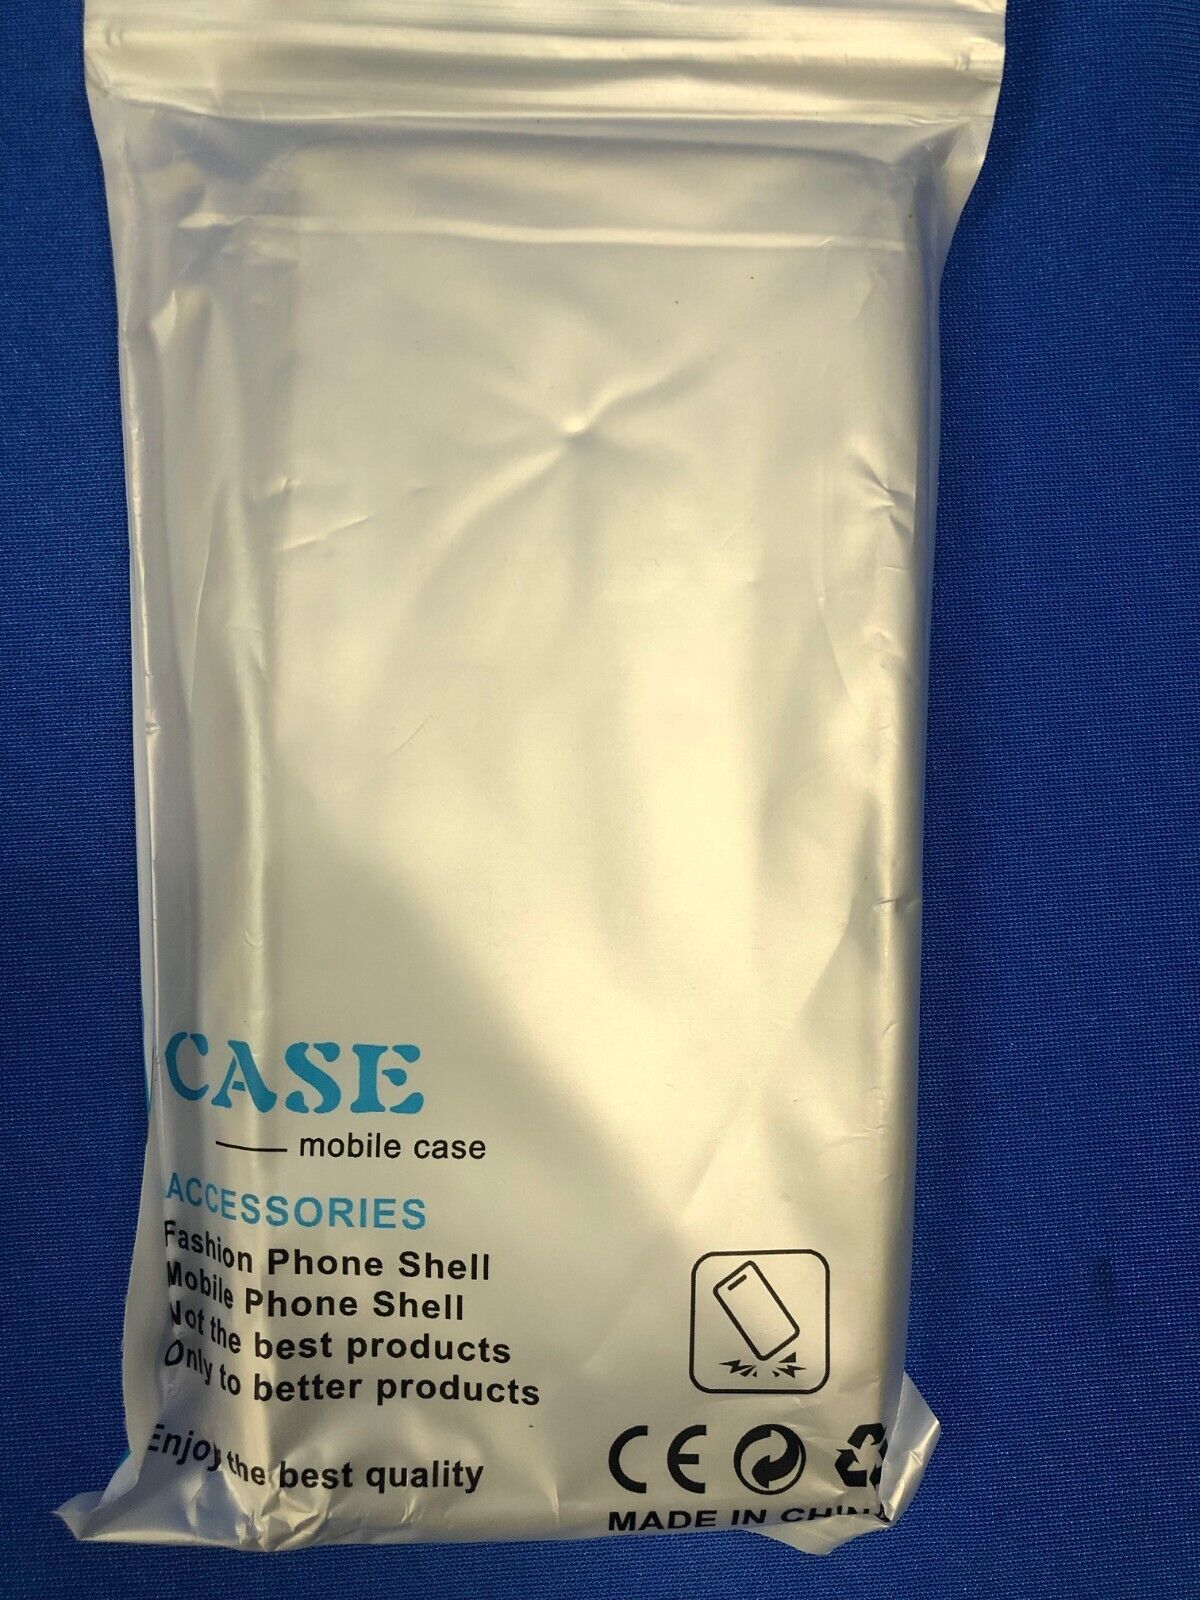 CASE
mobile case
ACCESSORIES
Fashion Phone Shell
Mobile Phone Shell
Not the best products
Only to better products
Enjoy the best quality
CE
MADE IN CHINA